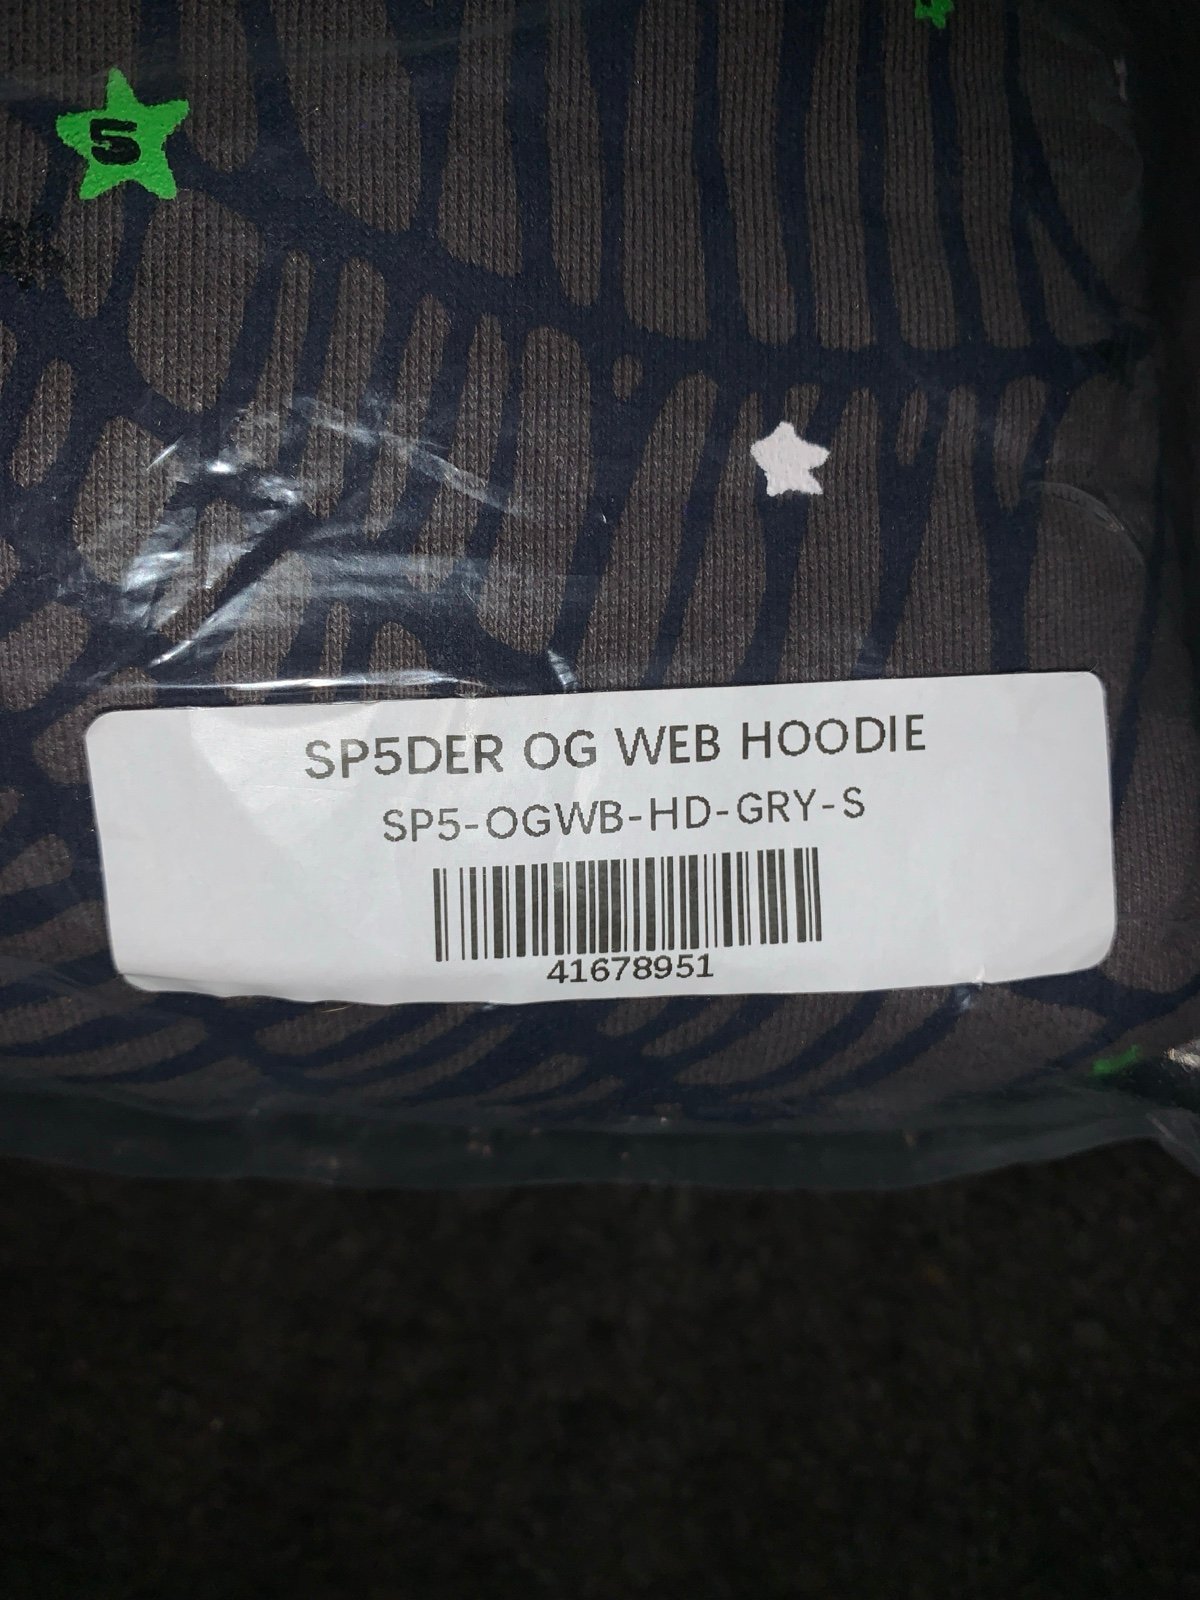 5
SP5DER OG WEB HOODIE
SP5-OGWB-HD-GRY-S
41678951